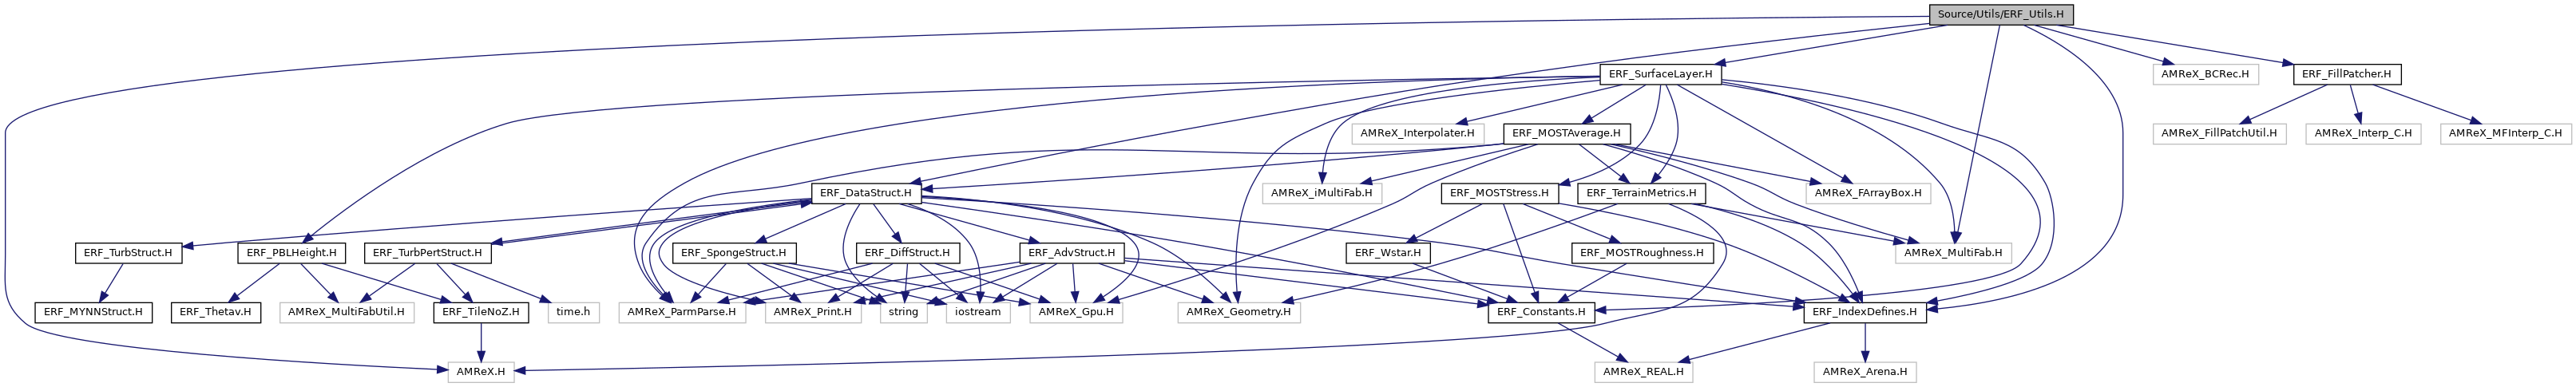 Source/Utils/ERF_Utils.H
ERF_SurfaceLayer.H
AMReX_BCRec.H
ERF_FillPatcher.H
AMReX_Interpolater.H
ERF_MOSTAverage.H
AMReX_FillPatchUtil.H
AMReX_Interp_C.H
AMReX_MFInterp_C.H
ERF_DataStruct.H
AMReX_iMultiFab.H
ERF_MOSTStress.H
ERF_TerrainMetrics.H
AMReX_FArrayBox.H
ERF_TurbStruct.H
ERF_PBLHeight.H
ERF_TurbPertStruct.H
ERF_SpongeStruct.H
ERF_DiffStruct.H
ERF_AdvStruct.H
ERF_Wstar.H
ERF_MOSTRoughness.H
AMReX_MultiFab.H
ERF_MYNNStruct.H
ERF_Thetav.H
AMReX_MultiFabUtil.H
ERF_TileNoZ.H
time.h
AMReX_ParmParse.H
AMReX_Print.H
string
iostream
AMReX_Gpu.H
AMReX_Geometry.H
ERF_Constants.H
ERF_IndexDefines.H
AMReX.H
AMReX_REAL.H
AMReX_Arena.H